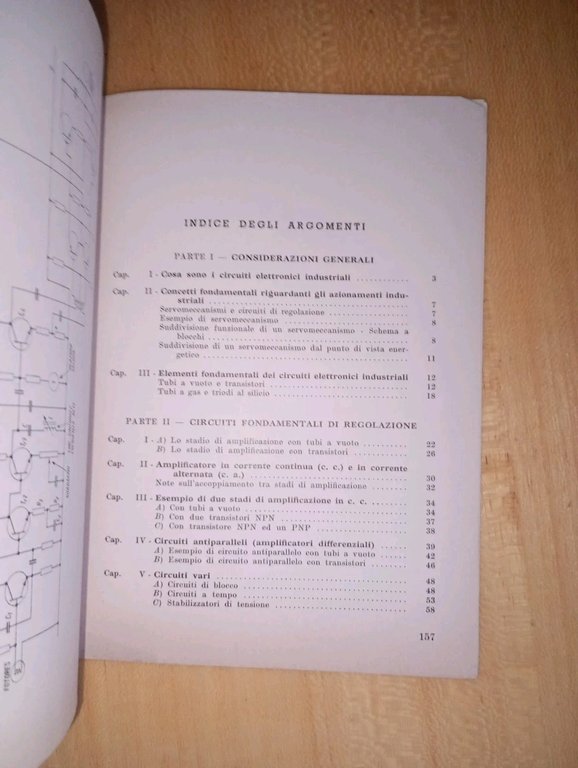 INDICE DEGLI ARGOMENTI
PARTE I — CONSIDERAZIONI GENERALI
Cap. I - Cosa sono i circuiti elettronici industriali ............ 3
Cap. II - Concetti fondamentali riguardanti gli azionamenti indu-
striali ............ 7
Servomeccanismi e circuiti di regolazione ............ 7
Esempio di servomeccanismo ............ 8
Suddivisione funzionale di un servomeccanismo - Schema a
blocchi ............ 8
Suddivisione di un servomeccanismo dal punto di vista ener-
getico ............ 11
Cap. III - Elementi fondamentali dei circuiti elettronici industriali 12
Tubi a vuoto e transistori ............ 12
Tubi a gas e triodi al silicio ............ 18
PARTE II — CIRCUITI FONDAMENTALI DI REGOLAZIONE
Cap. I - A) Lo stadio di amplificazione con tubi a vuoto ............ 22
B) Lo stadio di amplificazione con transistori ............ 26
Cap. II - Amplificatore in corrente continua (c. c.) e in corrente
alternata (c. a.) ............ 30
Note sull'accoppiamento tra stadi di amplificazione ............ 32
Cap. III - Esempio di due stadi di amplificazione in c. c. ............ 34
A) Con tubi a vuoto ............ 34
B) Con due transistori NPN ............ 37
C) Con transistore NPN ed un PNP ............ 38
Cap. IV - Circuiti antiparalleli (amplificatori differenziali) ............ 39
A) Esempio di circuito antiparallelo con tubi a vuoto ............ 42
B) Esempio di circuito antiparallelo con transistori ............ 46
Cap. V - Circuiti vari ............ 48
A) Circuiti di blocco ............ 48
B) Circuiti a tempo ............ 53
C) Stabilizzatori di tensione ............ 58
157
FOTORES